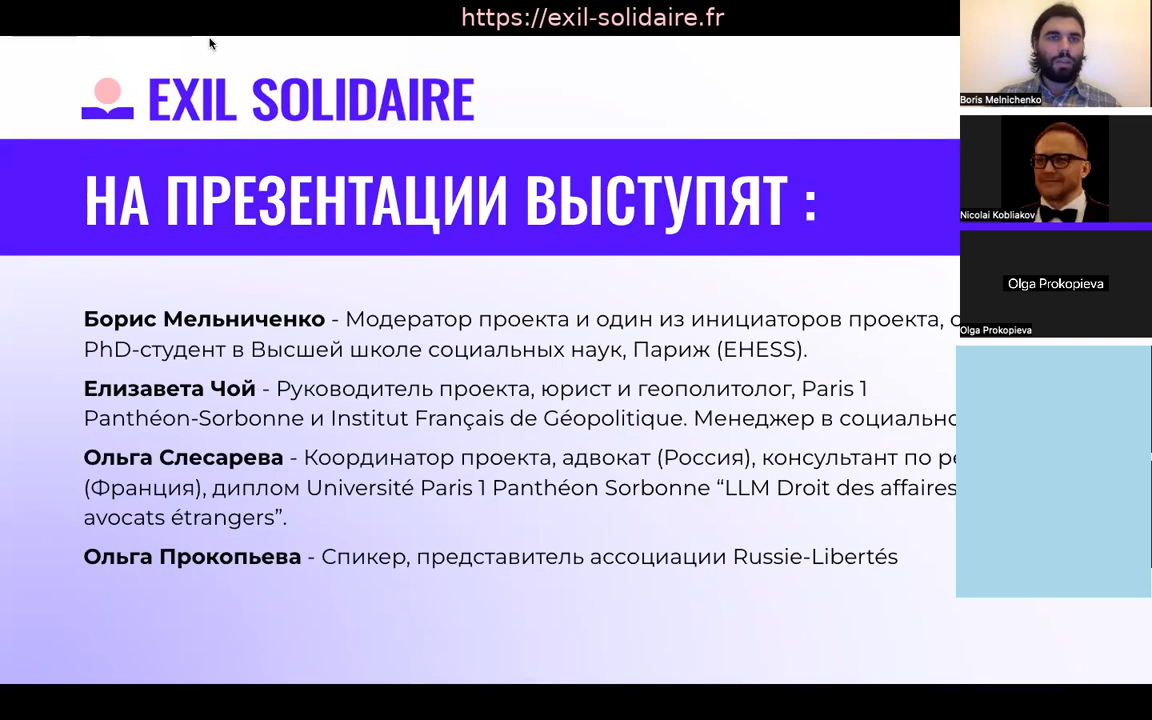 https://exil-solidaire.fr
EXIL SOLIDAIRE
НА ПРЕЗЕНТАЦИИ ВЫСТУПЯТ :
Борис Мельниченко - Модератор проекта и один из инициаторов проекта,
PhD-студент в Высшей школе социальных наук, Париж (EHESS).
Елизавета Чой - Руководитель проекта, юрист и геополитолог, Paris 1
Panthéon-Sorbonne и Institut Français de Géopolitique. Менеджер в
Ольга Слесарева - Координатор проекта, адвокат (Россия), консультант по
(Франция), диплом Université Paris 1 Panthéon Sorbonne “LLM Droit des affaires
avocats étrangers”.
Ольга Прокопьева - Спикер, представитель ассоциации Russie-Libertés
Boris Melnichenko
Nicolai Kobliakov
Olga Prokopieva
Olga Prokopieva